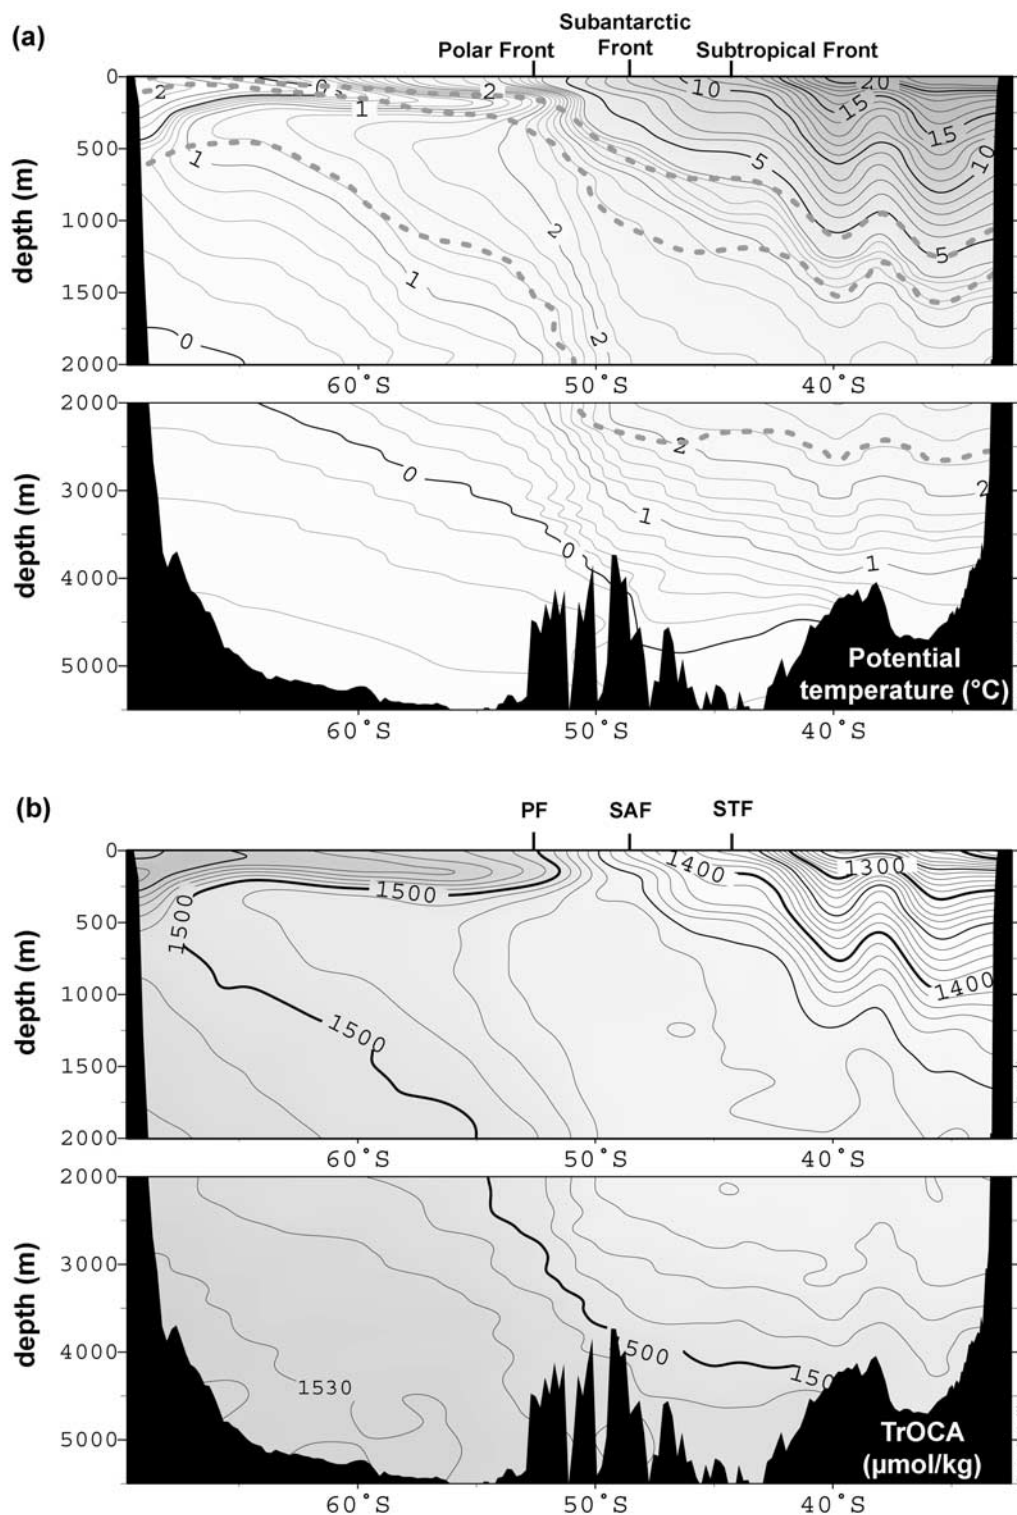 (a)
Subantarctic
Polar Front Front Subtropical Front
0
500
1000
1500
2000
depth (m)
2 0 2 10 20
1 15 15
1 5 10
2 5
1
0 2
60°S 50°S 40°S
2000
3000
4000
5000
depth (m)
0 2 2
1
0 1
Potential
temperature (°C)
60°S 50°S 40°S
(b)
PF SAF STF
0
500
1000
1500
2000
depth (m)
1400 1300
1500 1500
1400
1500
60°S 50°S 40°S
2000
3000
4000
5000
depth (m)
500 150
1530
TrOCA
(µmol/kg)
60°S 50°S 40°S